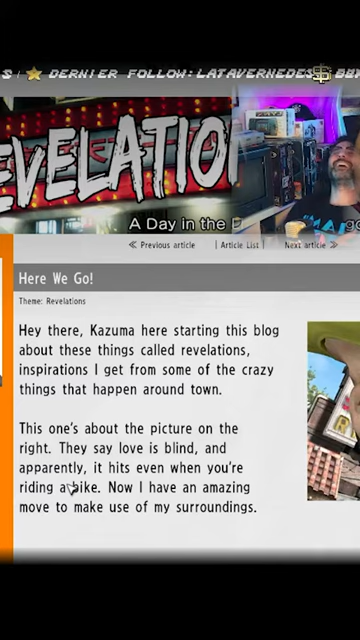 DERNIER FOLLOW: LATAVERNEDES
EVELATIO
A Day in the
≪ Previous article | Article List | Next article ≫
Here We Go!
Theme: Revelations
Hey there, Kazuma here starting this blog
about these things called revelations,
inspirations I get from some of the crazy
things that happen around town.
This one's about the picture on the
right. They say love is blind, and
apparently, it hits even when you're
riding a bike. Now I have an amazing
move to make use of my surroundings.